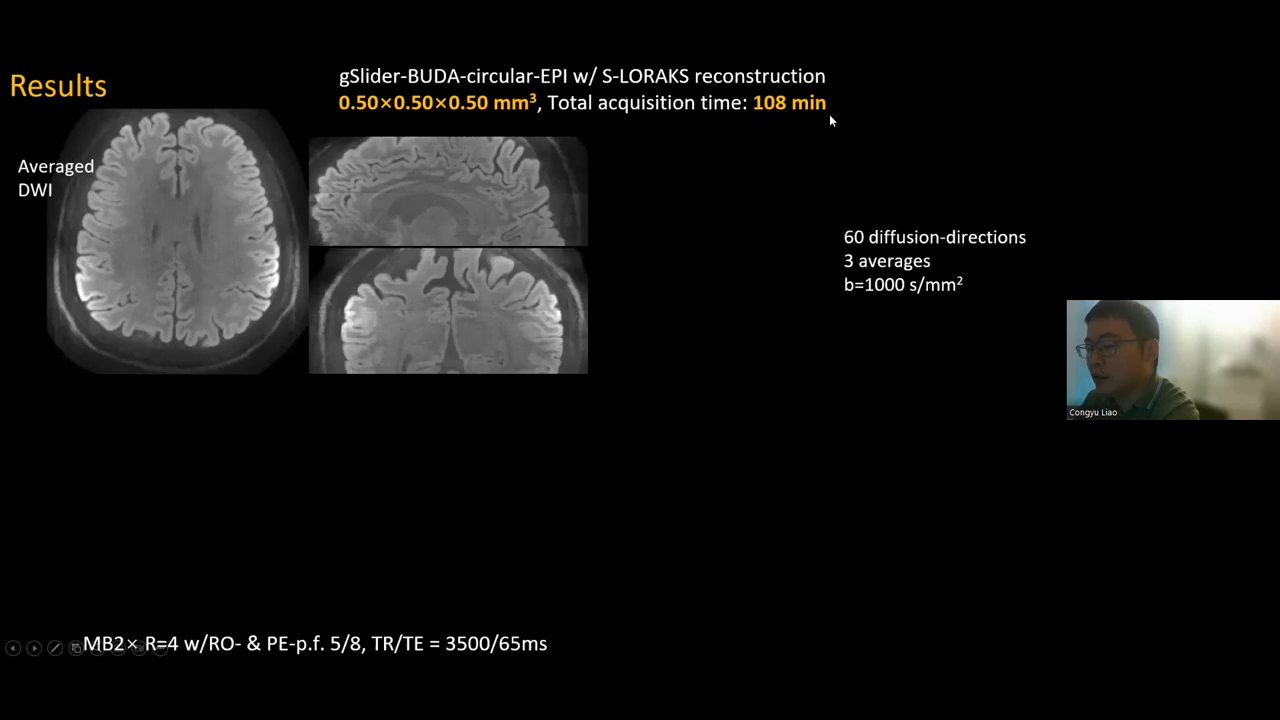 Results
gSlider-BUDA-circular-EPI w/ S-LORAKS reconstruction
0.50×0.50×0.50 mm³, Total acquisition time: 108 min
Averaged
DWI
60 diffusion-directions
3 averages
b=1000 s/mm²
Congyu Liao
MB2× R=4 w/RO- & PE-p.f. 5/8, TR/TE = 3500/65ms